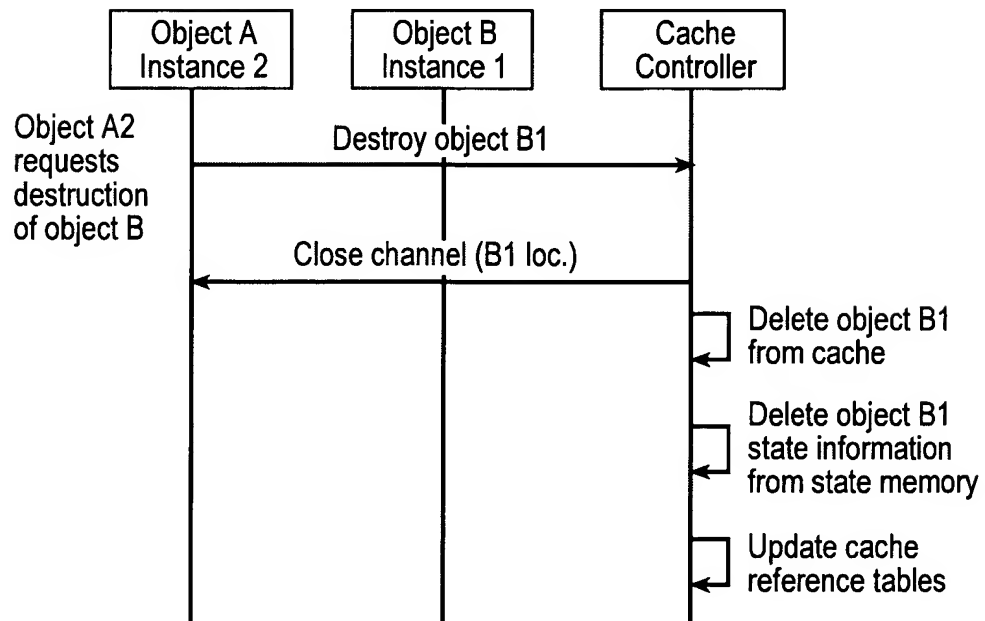 Object A
Instance 2
Object B
Instance 1
Cache
Controller
Object A2
requests
destruction
of object B
Destroy object B1
Close channel (B1 loc.)
Delete object B1
from cache
Delete object B1
state information
from state memory
Update cache
reference tables